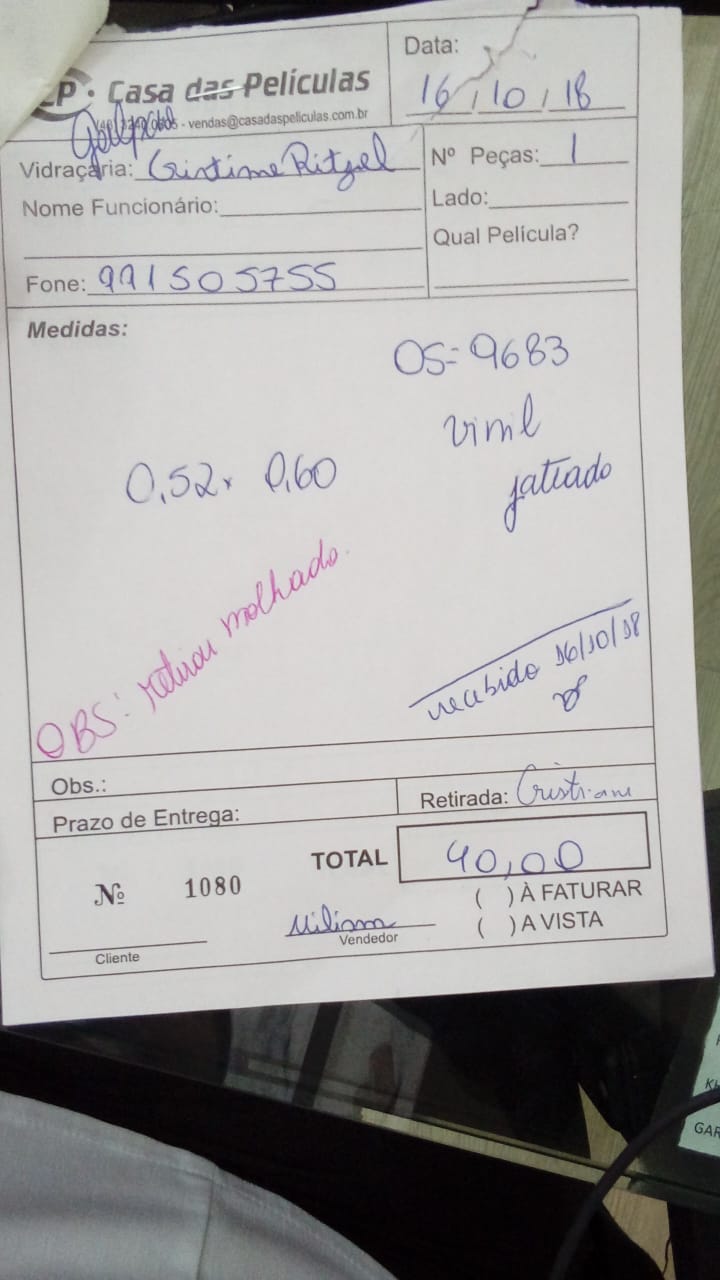 CP · Casa das Películas
- vendas@casadaspeliculas.com.br
Data:
16 / 10 / 18
Vidraçaria: Cristiane Ritzel
Nº Peças: 1
Nome Funcionário:
Lado:
Qual Película?
Fone: 991505755
Medidas:
OS= 9683
vinil
jatiado
0,52 x 0,60
OBS: retirou molhado.
recebido 16/10/18
Obs.:
Prazo de Entrega:
Retirada: Cristiane
Nº 1080
TOTAL 40,00
( ) À FATURAR
( ) A VISTA
Miliam
Vendedor
Cliente
GAR